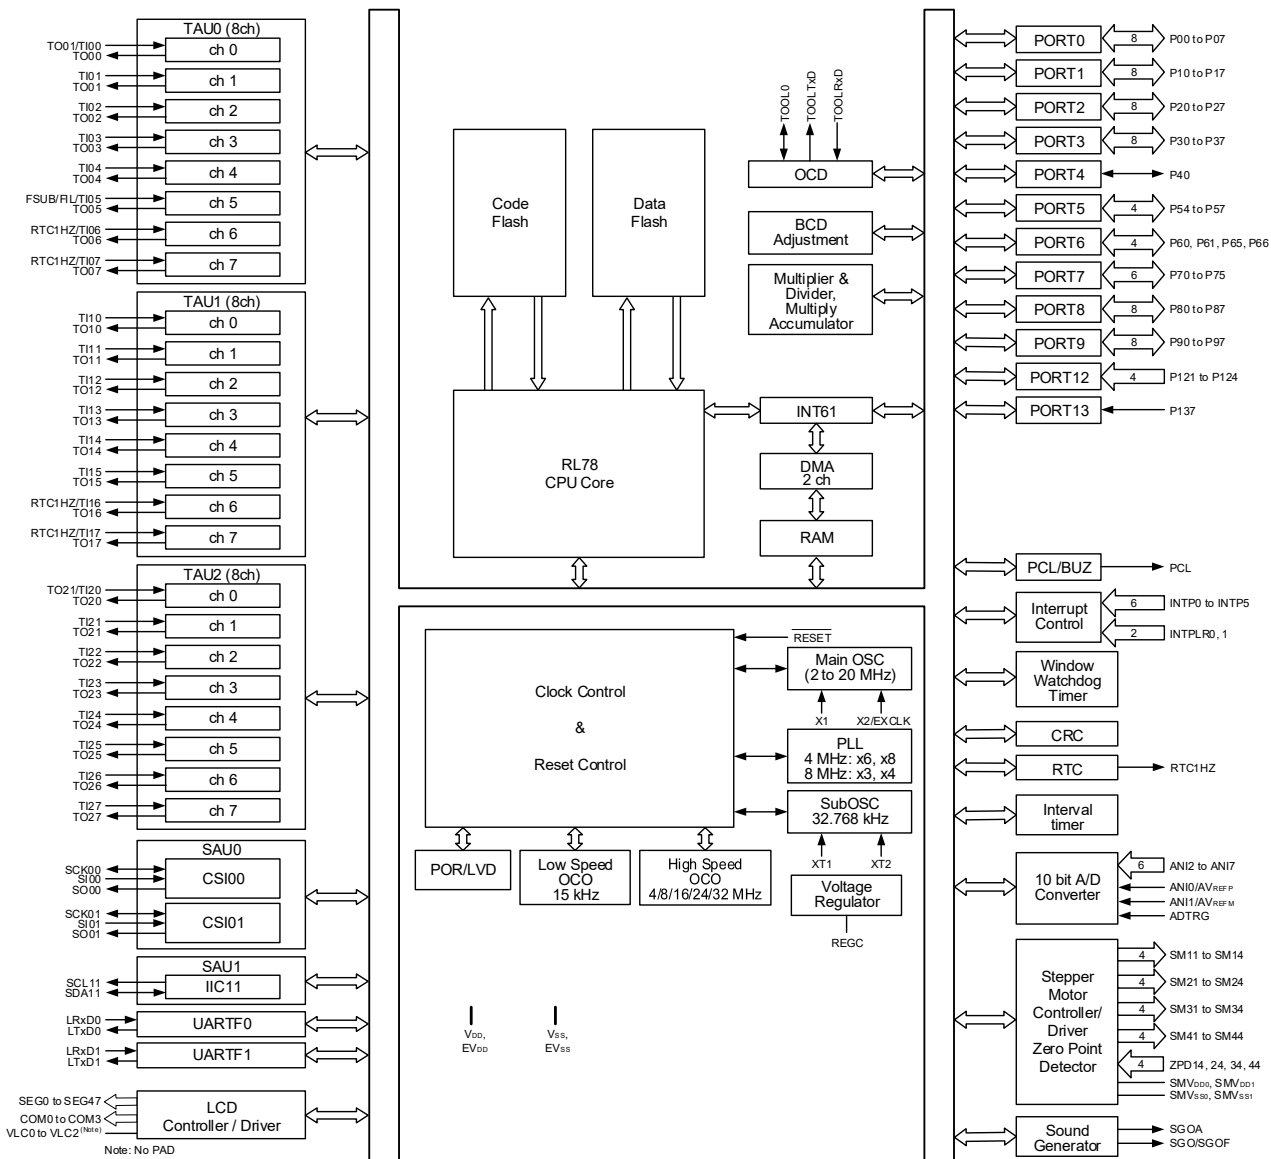 TAU0 (8ch)
TO01/TI00
TO00
ch 0
TI01
TO01
ch 1
TI02
TO02
ch 2
TI03
TO03
ch 3
TI04
TO04
ch 4
FSUB/FIL/TI05
TO05
ch 5
RTC1HZ/TI06
TO06
ch 6
RTC1HZ/TI07
TO07
ch 7
TAU1 (8ch)
TI10
TO10
ch 0
TI11
TO11
ch 1
TI12
TO12
ch 2
TI13
TO13
ch 3
TI14
TO14
ch 4
TI15
TO15
ch 5
RTC1HZ/TI16
TO16
ch 6
RTC1HZ/TI17
TO17
ch 7
TAU2 (8ch)
TO21/TI20
TO20
ch 0
TI21
TO21
ch 1
TI22
TO22
ch 2
TI23
TO23
ch 3
TI24
TO24
ch 4
TI25
TO25
ch 5
TI26
TO26
ch 6
TI27
TO27
ch 7
SAU0
SCK00
SI00
SO00
CSI00
SCK01
SI01
SO01
CSI01
SAU1
SCL11
SDA11
IIC11
LRxD0
LTxD0
UARTF0
LRxD1
LTxD1
UARTF1
SEG0 to SEG47
COM0 to COM3
VLC0 to VLC2(Note)
LCD
Controller / Driver
Note: No PAD
Code
Flash
Data
Flash
TOOL0
TOOLTxD
TOOLRxD
OCD
BCD
Adjustment
Multiplier &
Divider,
Multiply
Accumulator
RL78
CPU Core
INT61
DMA
2 ch
RAM
Clock Control
&
Reset Control
RESET
Main OSC
(2 to 20 MHz)
X1
X2/EXCLK
PLL
4 MHz: x6, x8
8 MHz: x3, x4
SubOSC
32.768 kHz
XT1
XT2
POR/LVD
Low Speed
OCO
15 kHz
High Speed
OCO
4/8/16/24/32 MHz
Voltage
Regulator
REGC
VDD,
EVDD
VSS,
EVSS
PORT0
8
P00 to P07
PORT1
8
P10 to P17
PORT2
8
P20 to P27
PORT3
8
P30 to P37
PORT4
P40
PORT5
4
P54 to P57
PORT6
4
P60, P61, P65, P66
PORT7
6
P70 to P75
PORT8
8
P80 to P87
PORT9
8
P90 to P97
PORT12
4
P121 to P124
PORT13
P137
PCL/BUZ
PCL
Interrupt
Control
6
INTP0 to INTP5
2
INTPLR0, 1
Window
Watchdog
Timer
CRC
RTC
RTC1HZ
Interval
timer
10 bit A/D
Converter
6
ANI2 to ANI7
ANI0/AVREFP
ANI1/AVREFM
ADTRG
Stepper
Motor
Controller/
Driver
Zero Point
Detector
4
SM11 to SM14
4
SM21 to SM24
4
SM31 to SM34
4
SM41 to SM44
4
ZPD14, 24, 34, 44
SMVDD0, SMVDD1
SMVSS0, SMVSS1
Sound
Generator
SGOA
SGO/SGOF